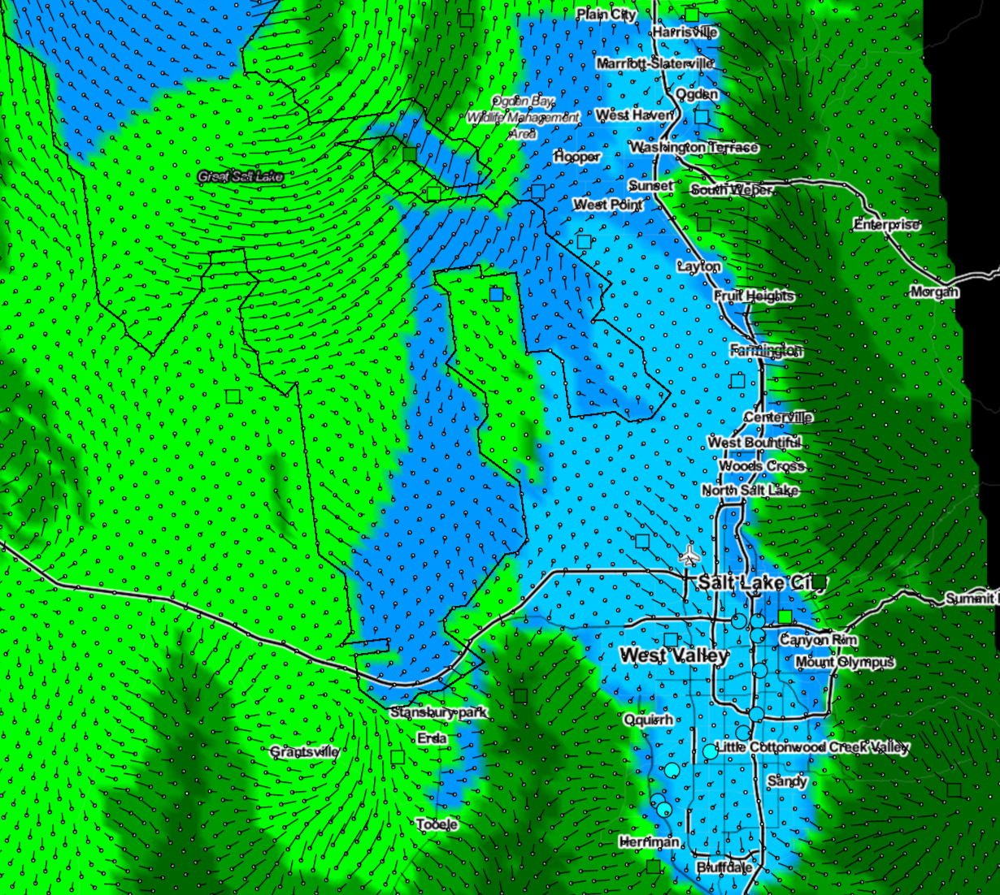 Plain City
Harrisville
Marriott-Slaterville
Ogden
Ogden Bay
Wildlife Management
Area
West Haven
Washington Terrace
Hooper
Great Salt Lake
Sunset
South Weber
West Point
Enterprise
Layton
Morgan
Fruit Heights
Farmington
Centerville
West Bountiful
Woods Cross
North Salt Lake
Salt Lake City
Summit
Canyon Rim
West Valley
Mount Olympus
Stansbury park
Oquirrh
Erda
Grantsville
Little Cottonwood Creek Valley
Sandy
Tooele
Herriman
Bluffdale